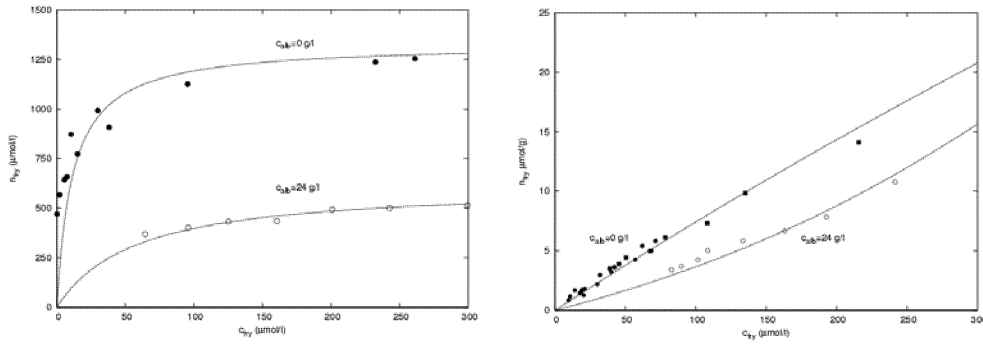 1500
1250
1000
750
500
250
0
n_try (μmol/l)
c_alb=0 g/l
c_alb=24 g/l
0 50 100 150 200 250 300
c_try (μmol/l)
25
20
15
10
5
0
n_try μmol/g)
c_alb=0 g/l
c_alb=24 g/l
0 50 100 150 200 250 300
c_try (μmol/l)